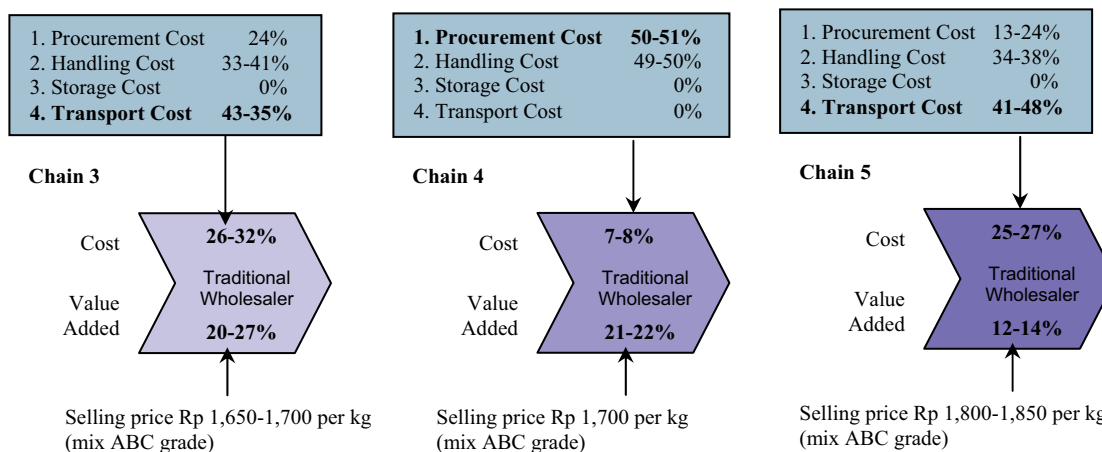 1. Procurement Cost 24%
2. Handling Cost 33-41%
3. Storage Cost 0%
4. Transport Cost 43-35%
Chain 3
Cost
26-32%
Traditional
Wholesaler
Value
Added
20-27%
Selling price Rp 1,650-1,700 per kg
(mix ABC grade)
1. Procurement Cost 50-51%
2. Handling Cost 49-50%
3. Storage Cost 0%
4. Transport Cost 0%
Chain 4
Cost
7-8%
Traditional
Wholesaler
Value
Added
21-22%
Selling price Rp 1,700 per kg
(mix ABC grade)
1. Procurement Cost 13-24%
2. Handling Cost 34-38%
3. Storage Cost 0%
4. Transport Cost 41-48%
Chain 5
Cost
25-27%
Traditional
Wholesaler
Value
Added
12-14%
Selling price Rp 1,800-1,850 per kg
(mix ABC grade)